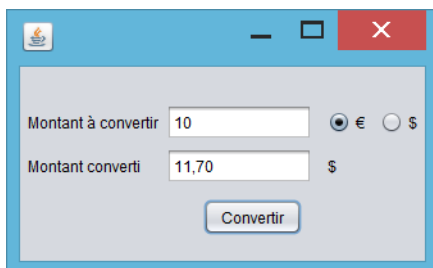 Montant à convertir 10 € $
Montant converti 11,70 $
Convertir